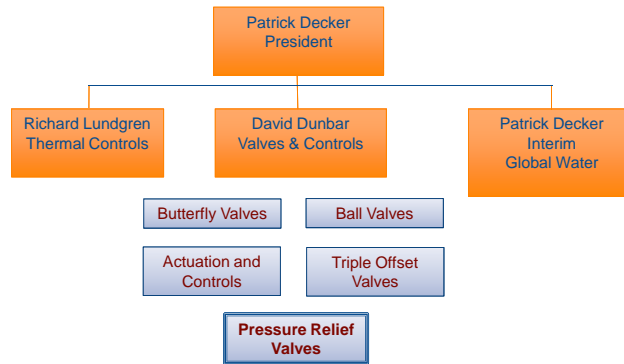 Patrick Decker
President
Richard Lundgren
Thermal Controls
David Dunbar
Valves & Controls
Patrick Decker
Interim
Global Water
Butterfly Valves
Ball Valves
Actuation and
Controls
Triple Offset
Valves
Pressure Relief
Valves